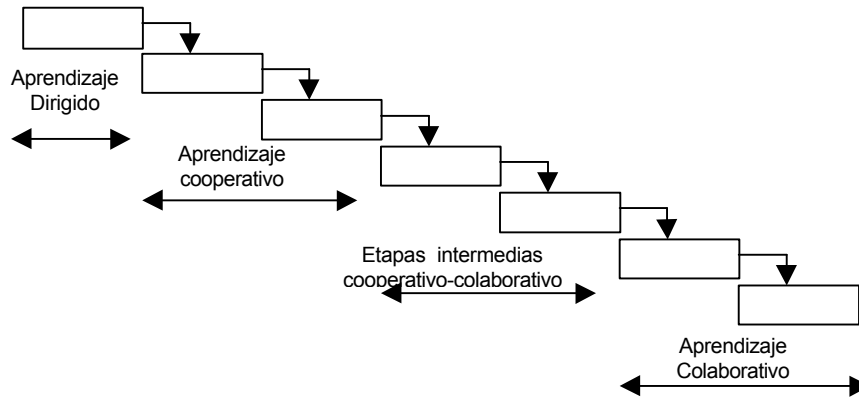 Aprendizaje
Dirigido
Aprendizaje
cooperativo
Etapas intermedias
cooperativo-colaborativo
Aprendizaje
Colaborativo